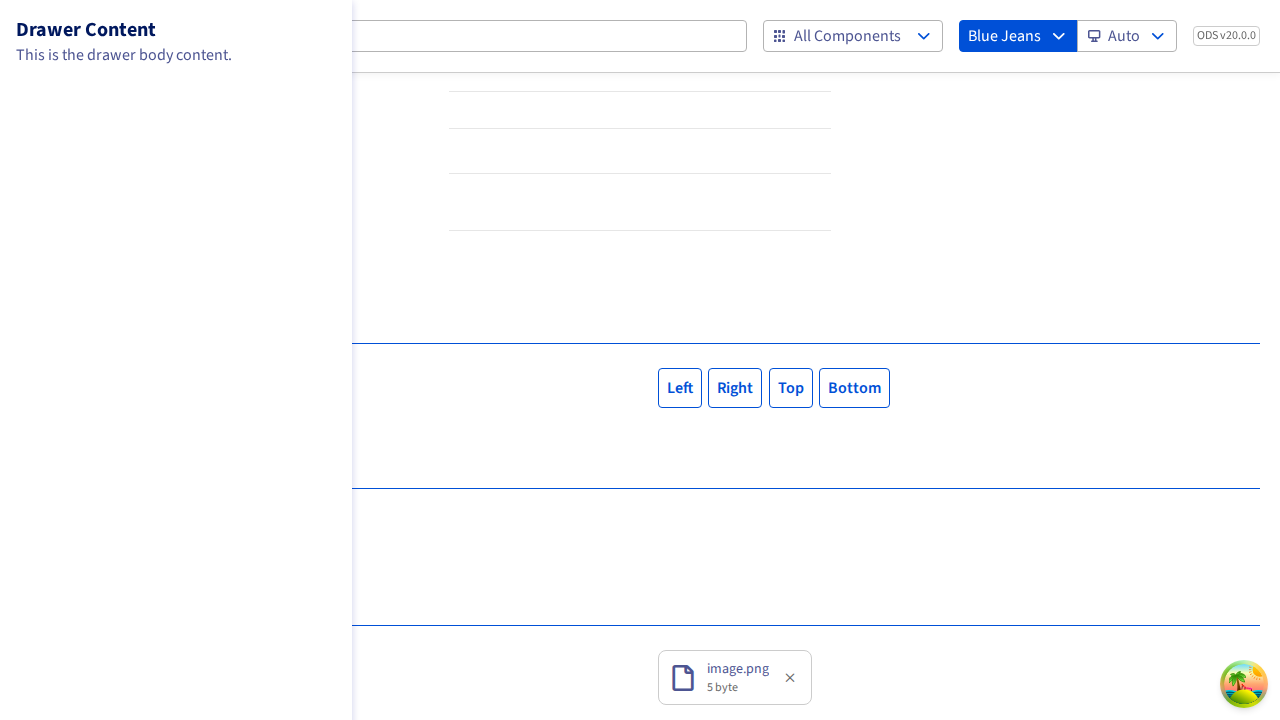 Drawer Content
This is the drawer body content.
All Components
Blue Jeans
Auto
ODS v20.0.0
Left
Right
Top
Bottom
image.png
5 byte